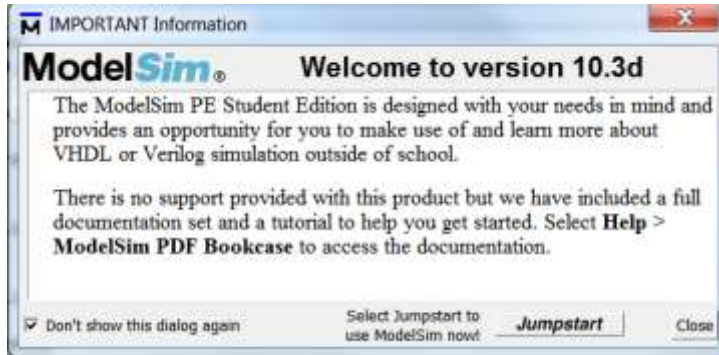 M IMPORTANT Information
ModelSim® Welcome to version 10.3d
The ModelSim PE Student Edition is designed with your needs in mind and
provides an opportunity for you to make use of and learn more about
VHDL or Verilog simulation outside of school.
There is no support provided with this product but we have included a full
documentation set and a tutorial to help you get started. Select Help >
ModelSim PDF Bookcase to access the documentation.
Don't show this dialog again
Select Jumpstart to
use ModelSim now!
Jumpstart
Close